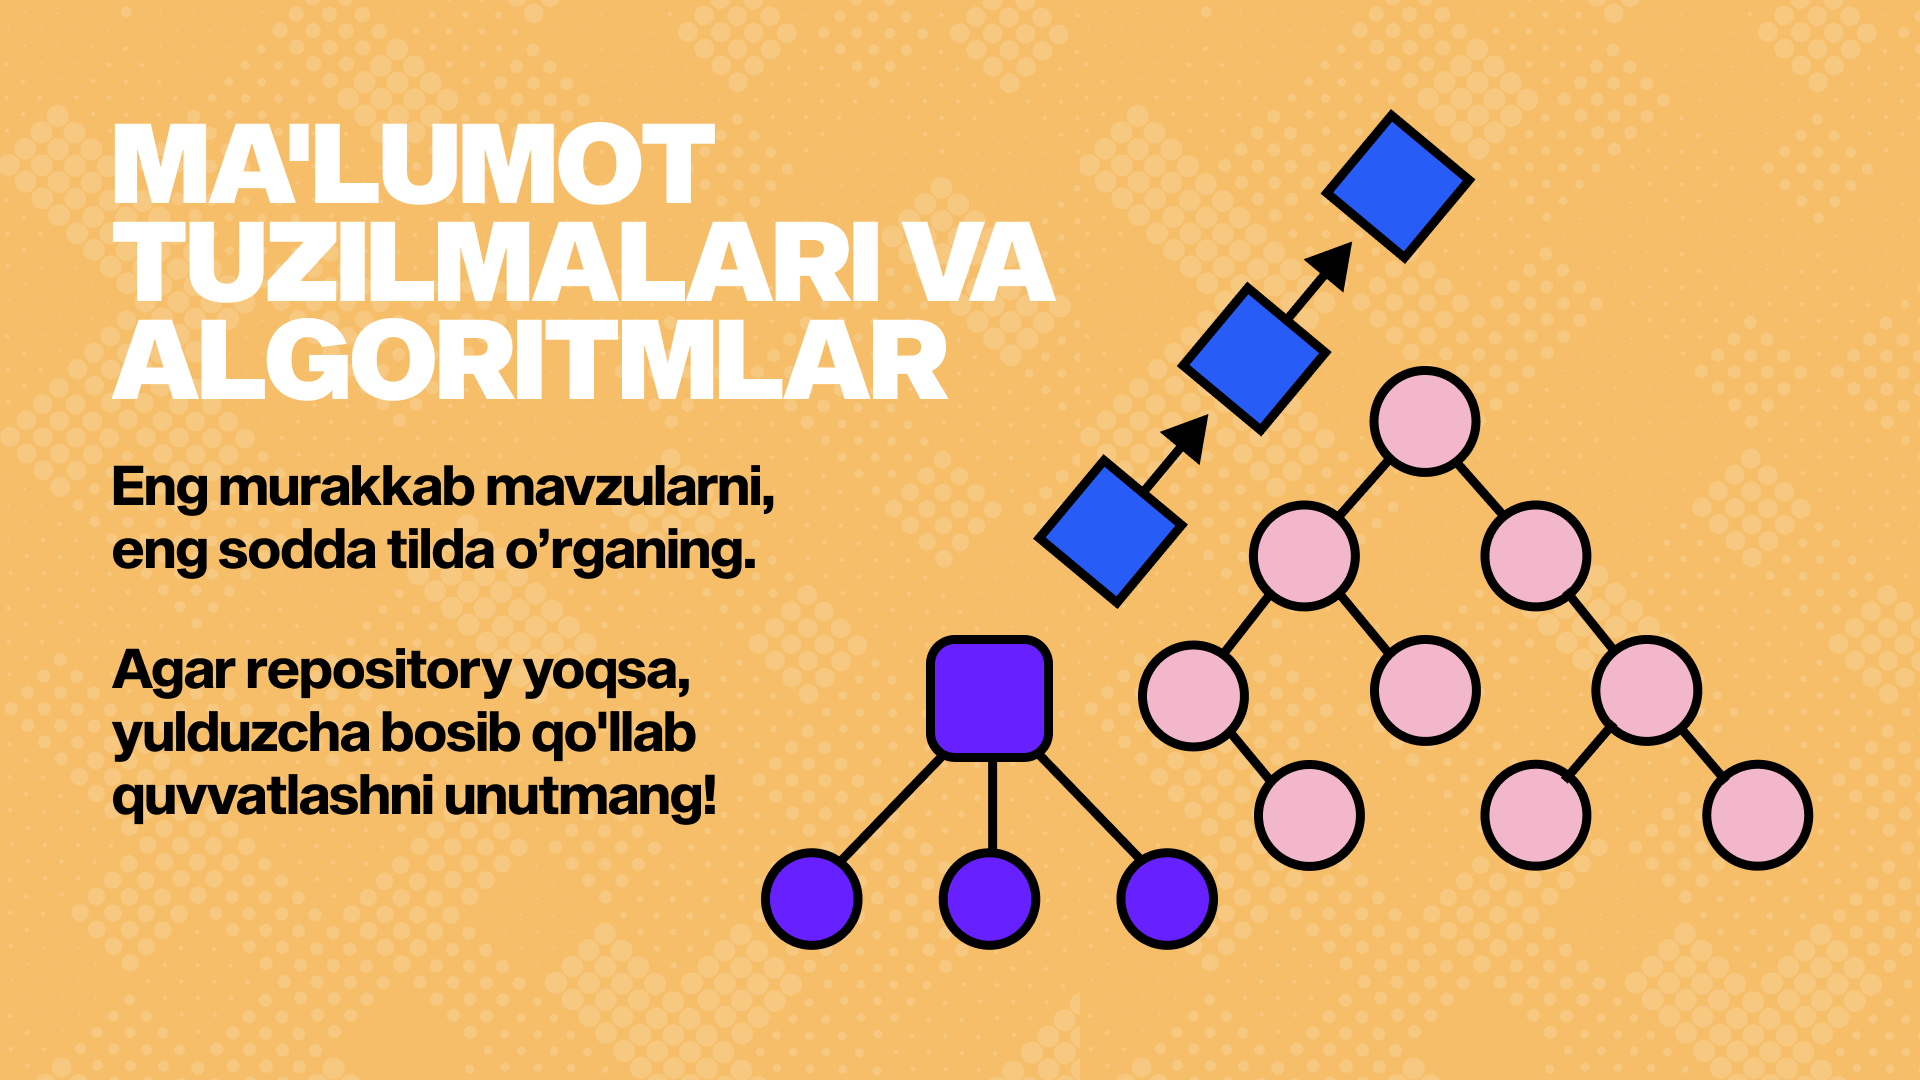 MA'LUMOT
TUZILMALARI VA
ALGORITMLAR
Eng murakkab mavzularni,
eng sodda tilda o’rganing.
Agar repository yoqsa,
yulduzcha bosib qo'llab
quvvatlashni unutmang!